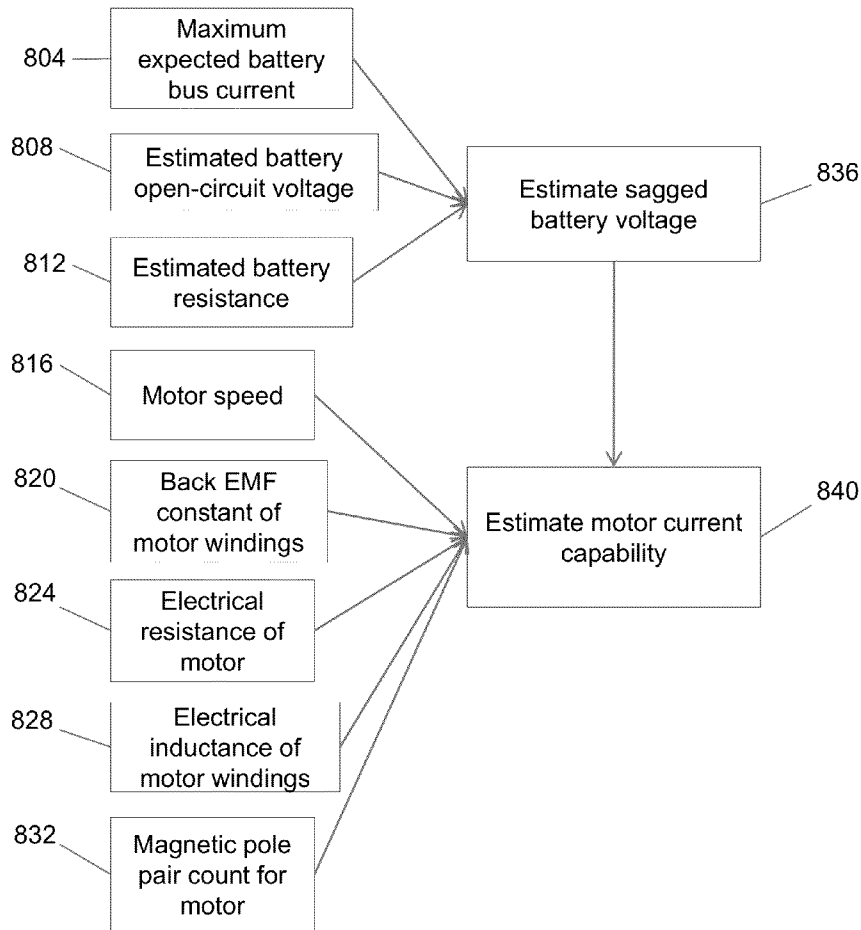 804
Maximum
expected battery
bus current
808
Estimated battery
open-circuit voltage
812
Estimated battery
resistance
836
Estimate sagged
battery voltage
816
Motor speed
820
Back EMF
constant of
motor windings
824
Electrical
resistance of
motor
828
Electrical
inductance of
motor windings
832
Magnetic pole
pair count for
motor
840
Estimate motor current
capability